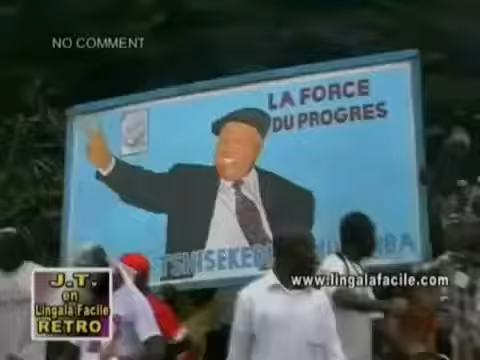 NO COMMENT
LA FORCE
DU PROGRES
TSHISEKEDI
www.lingalafacile.com
J.T.
en
Lingala Facile
RETRO